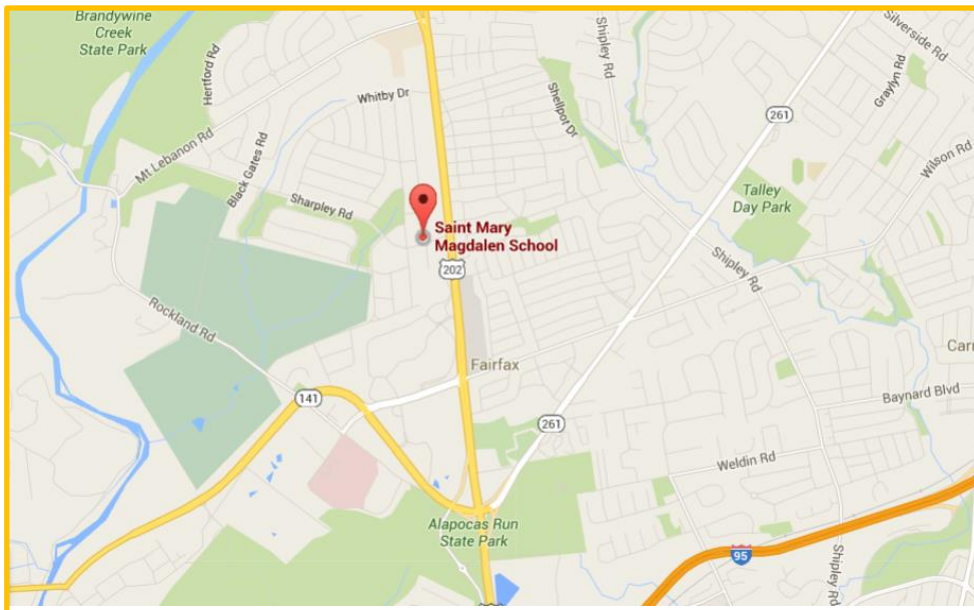 Brandywine
Creek
State Park
Hertford Rd
Whitby Dr
Shipley Rd
Silverside Rd
Graylyn Rd
Shellpot Dr
261
Wilson Rd
Mt Lebanon Rd
Black Gates Rd
Sharpley Rd
Talley
Day Park
Saint Mary
Magdalen School
202
Shipley Rd
Rockland Rd
Fairfax
141
261
Baynard Blvd
Weldin Rd
Alapocas Run
State Park
95
Shipley Rd